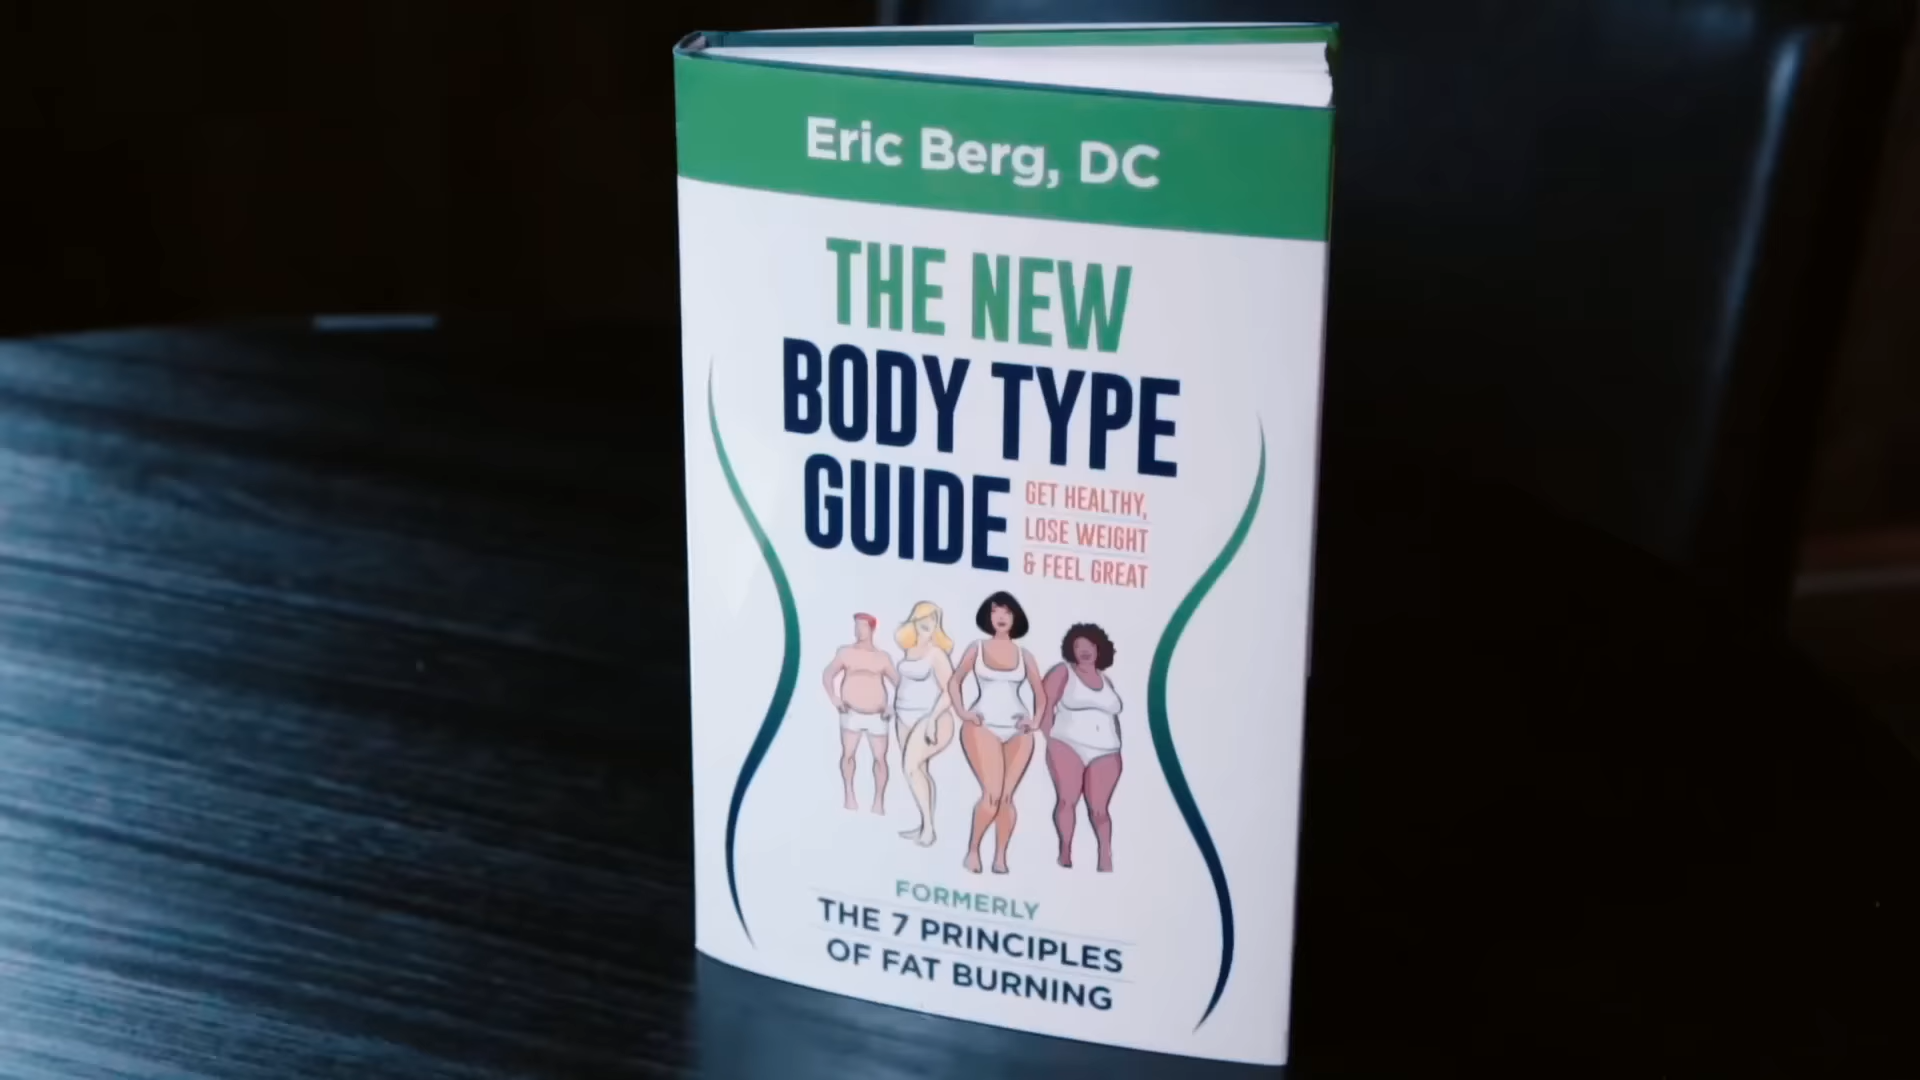 Eric Berg, DC
THE NEW
BODY TYPE
GUIDE
GET HEALTHY,
LOSE WEIGHT
& FEEL GREAT
FORMERLY
THE 7 PRINCIPLES
OF FAT BURNING